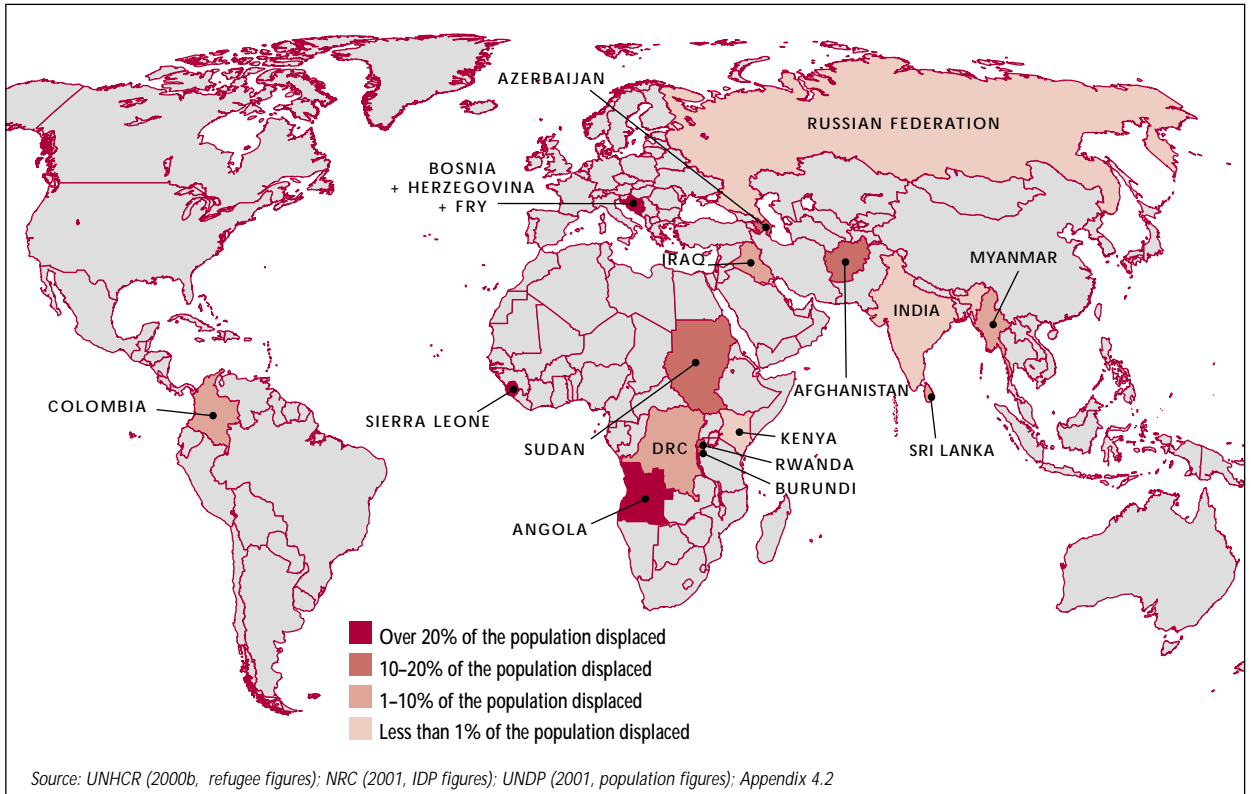 AZERBAIJAN
RUSSIAN FEDERATION
BOSNIA
+ HERZEGOVINA
+ FRY
IRAQ
MYANMAR
INDIA
AFGHANISTAN
COLOMBIA
SIERRA LEONE
SUDAN
DRC
KENYA
RWANDA
BURUNDI
SRI LANKA
ANGOLA
Over 20% of the population displaced
10–20% of the population displaced
1–10% of the population displaced
Less than 1% of the population displaced
Source: UNHCR (2000b, refugee figures); NRC (2001, IDP figures); UNDP (2001, population figures); Appendix 4.2